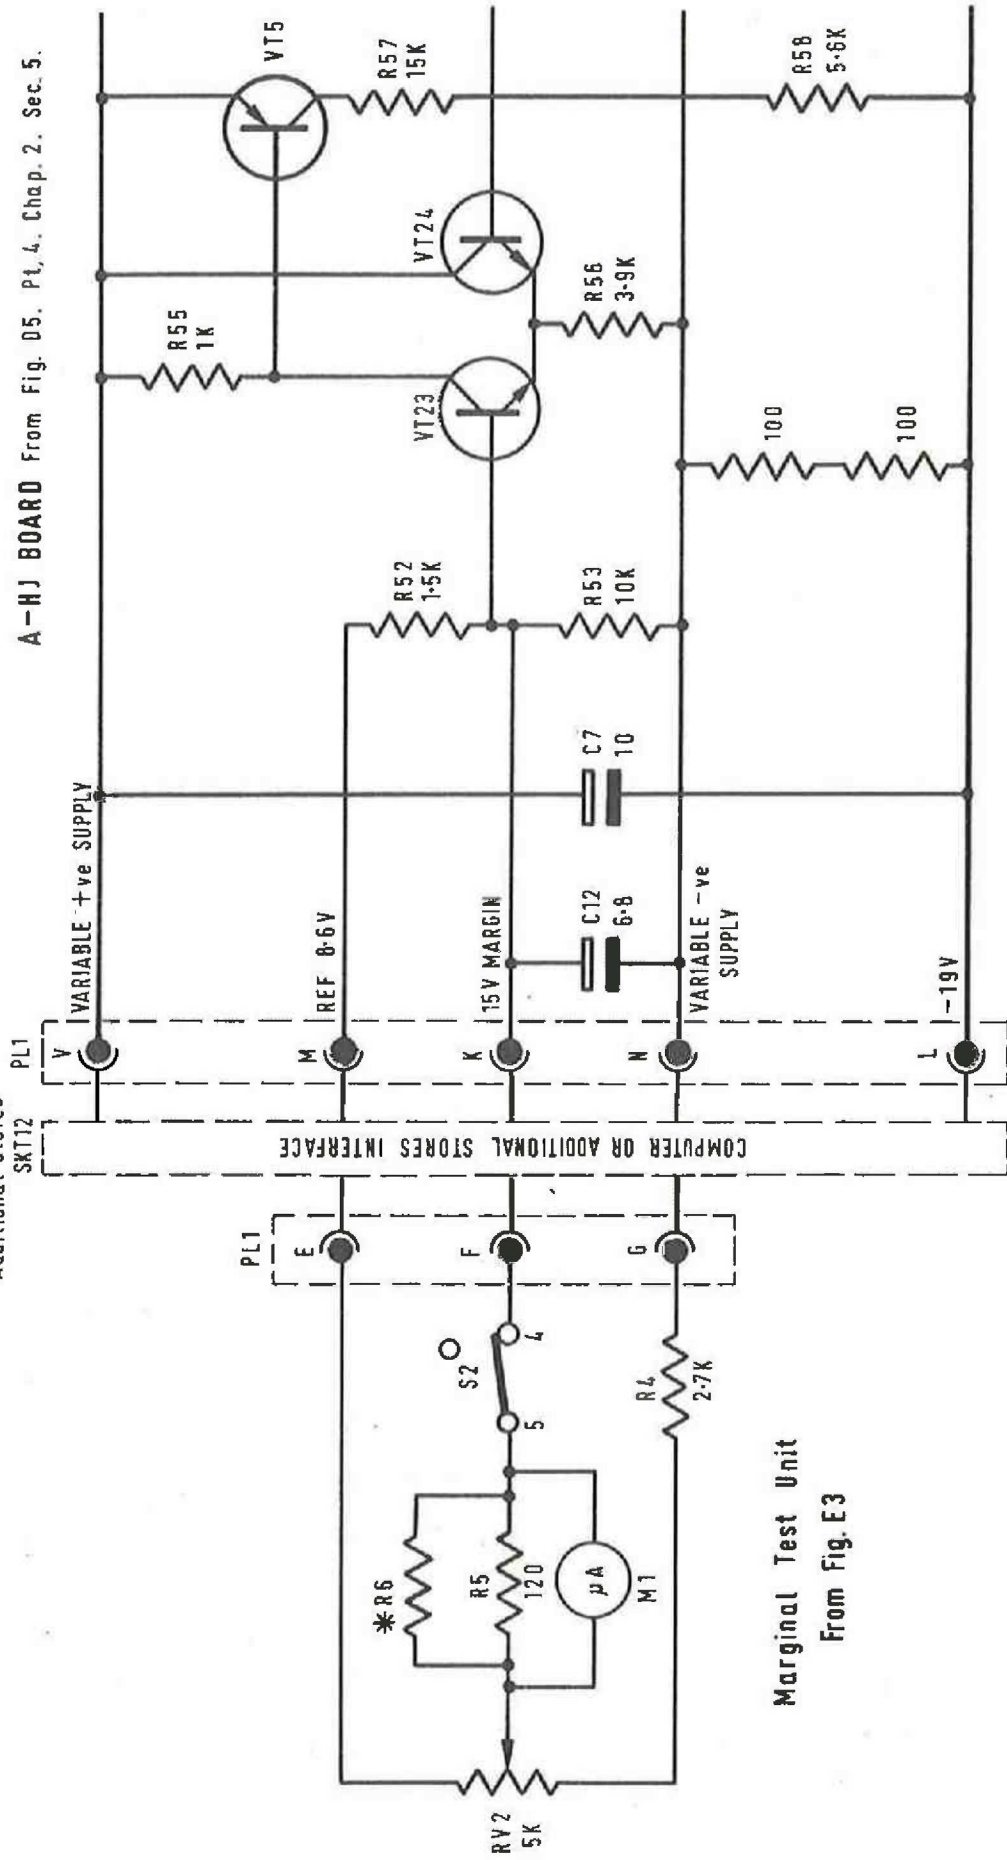 A-HJ BOARD From Fig. D5. Pt, 4. Chap. 2. Sec. 5.
Additional Stores
SKT12
PL1
PL1
COMPUTER OR ADDITIONAL STORES INTERFACE
V
VARIABLE +ve SUPPLY
M
REF 8·6V
K
15V MARGIN
N
VARIABLE -ve
SUPPLY
L
-19V
E
F
G
S2
5
4
*R6
R5
120
µA
M1
RV2
5K
R4
2·7K
C12
6·8
C7
10
R52
1·5K
R53
10K
R55
1K
VT23
VT24
VT5
R56
3·9K
R57
15K
R58
5·6K
100
100
Marginal Test Unit
From Fig. E3